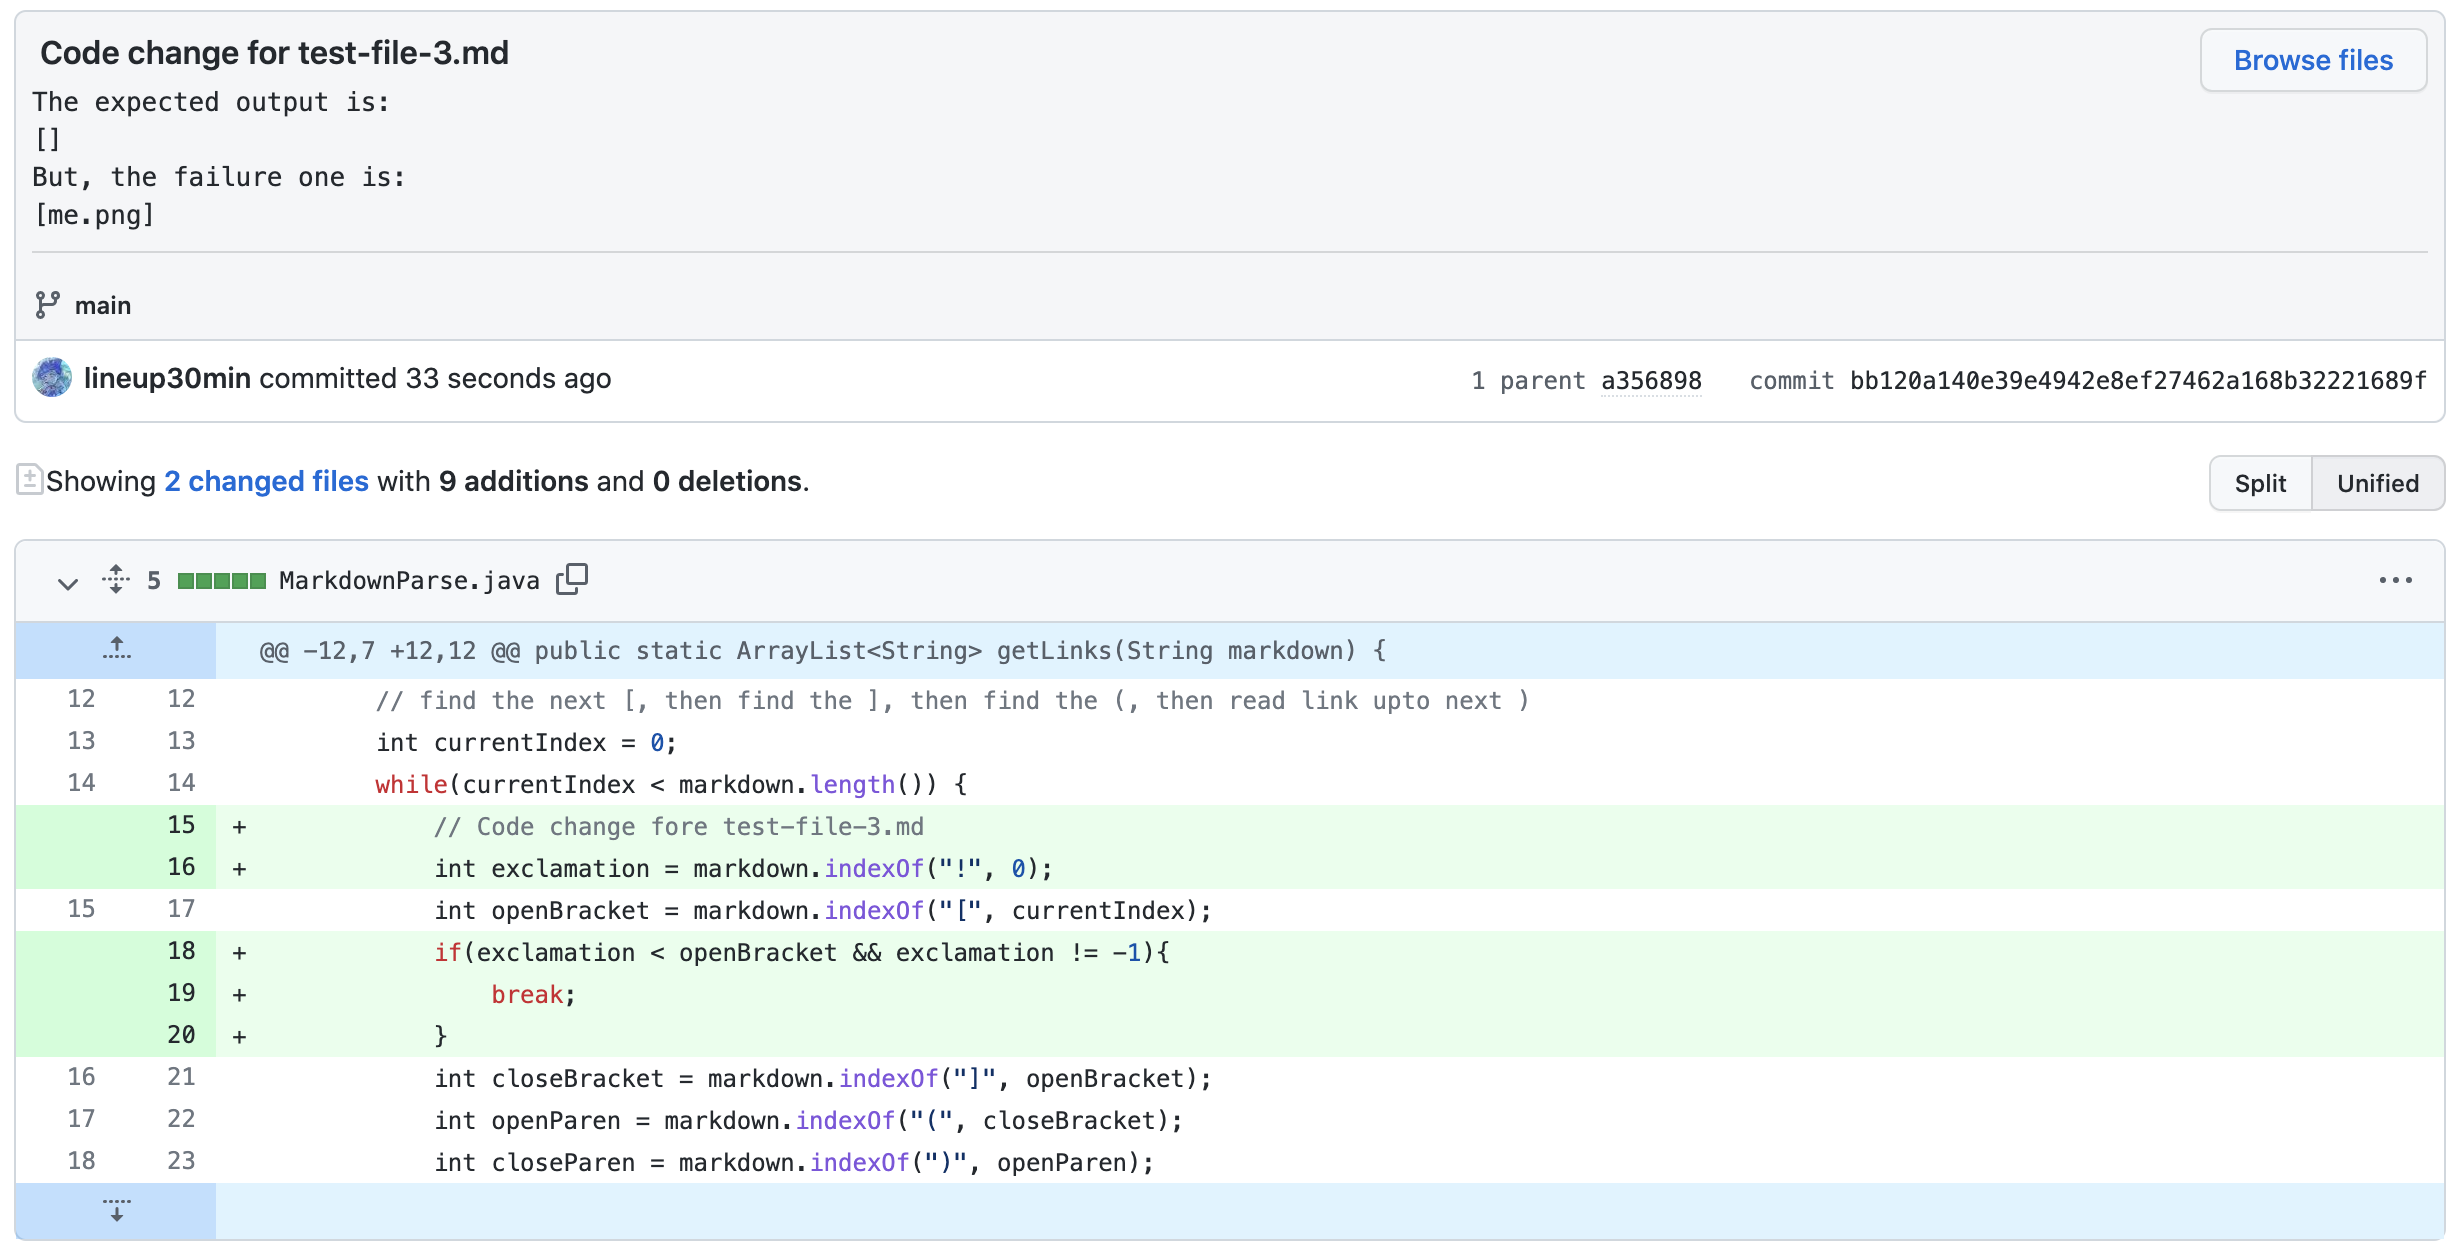 Code change for test-file-3.md
Browse files
The expected output is:
[]
But, the failure one is:
[me.png]
main
lineup30min committed 33 seconds ago
1 parent a356898 commit bb120a140e39e4942e8ef27462a168b32221689f
Showing 2 changed files with 9 additions and 0 deletions.
Split Unified
5 MarkdownParse.java
@@ -12,7 +12,12 @@ public static ArrayList<String> getLinks(String markdown) {
12 12 // find the next [, then find the ], then find the (, then read link upto next )
13 13 int currentIndex = 0;
14 14 while(currentIndex < markdown.length()) {
15 + // Code change fore test-file-3.md
16 + int exclamation = markdown.indexOf("!", 0);
15 17 int openBracket = markdown.indexOf("[", currentIndex);
18 + if(exclamation < openBracket && exclamation != -1){
19 + break;
20 + }
16 21 int closeBracket = markdown.indexOf("]", openBracket);
17 22 int openParen = markdown.indexOf("(", closeBracket);
18 23 int closeParen = markdown.indexOf(")", openParen);